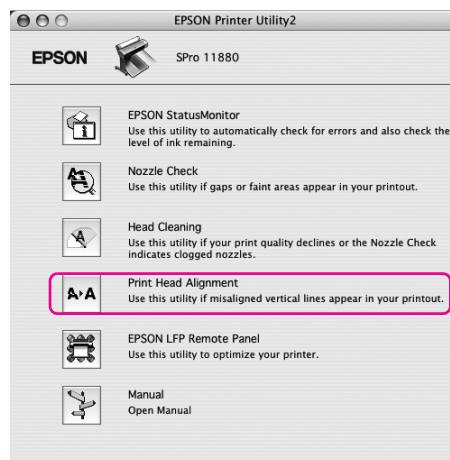 EPSON Printer Utility2
EPSON
SPro 11880
EPSON StatusMonitor
Use this utility to automatically check for errors and also check the
level of ink remaining.
Nozzle Check
Use this utility if gaps or faint areas appear in your printout.
Head Cleaning
Use this utility if your print quality declines or the Nozzle Check
indicates clogged nozzles.
A A
Print Head Alignment
Use this utility if misaligned vertical lines appear in your printout.
EPSON LFP Remote Panel
Use this utility to optimize your printer.
Manual
Open Manual